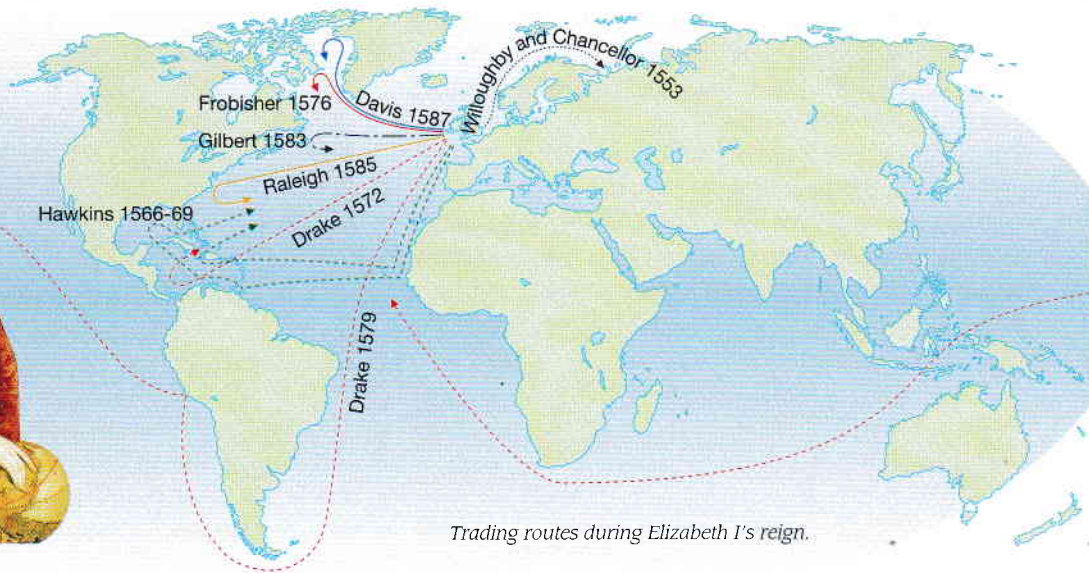 Willoughby and Chancellor 1553
Frobisher 1576
Davis 1587
Gilbert 1583
Raleigh 1585
Hawkins 1566-69
Drake 1572
Drake 1579
Trading routes during Elizabeth I's reign.